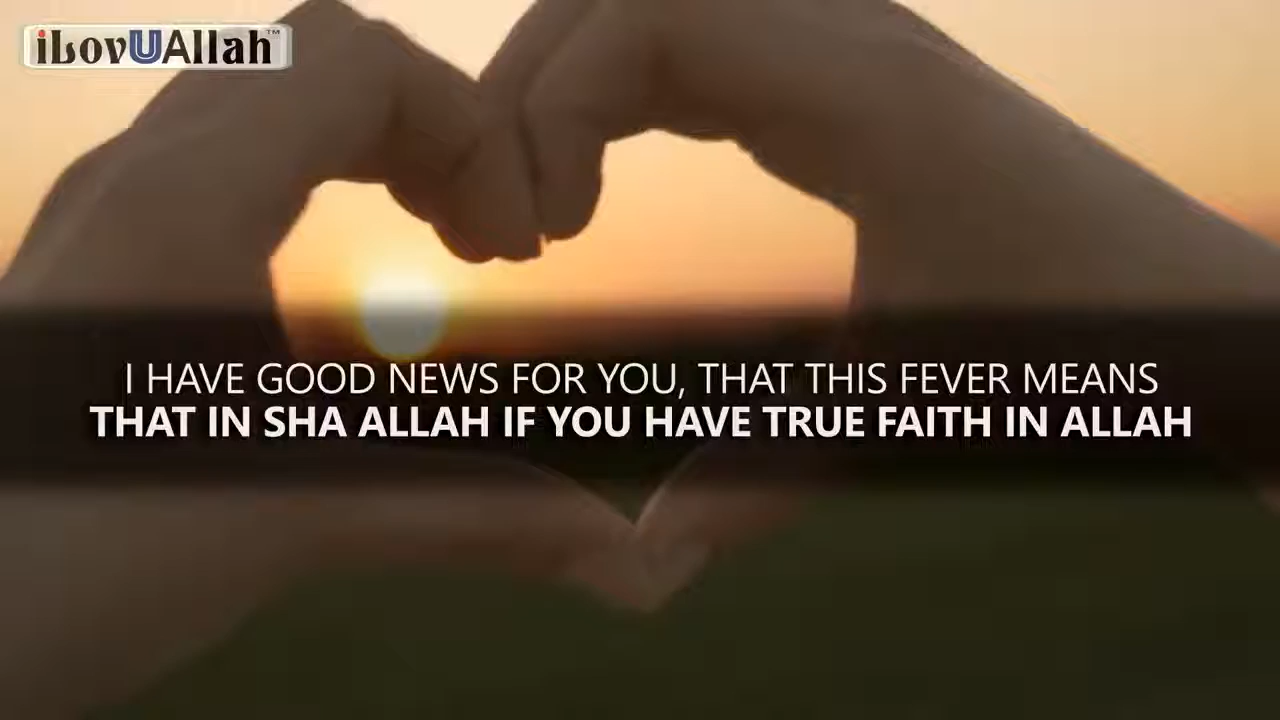 iLovUAllah™
I HAVE GOOD NEWS FOR YOU, THAT THIS FEVER MEANS
THAT IN SHA ALLAH IF YOU HAVE TRUE FAITH IN ALLAH